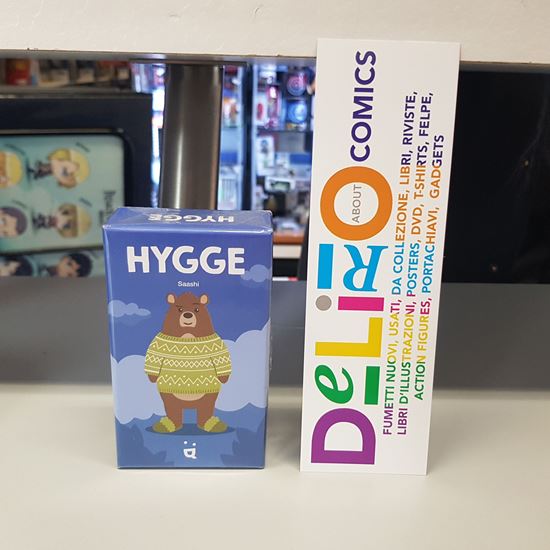 HYGGE
HYGGE
Saashi
DeLiRiO
ABOUT
COMICS
FUMETTI NUOVI, USATI, DA COLLEZIONE, LIBRI, RIVISTE,
LIBRI D'ILLUSTRAZIONI, POSTERS, DVD, T-SHIRTS, FELPE,
ACTION FIGURES, PORTACHIAVI, GADGETS